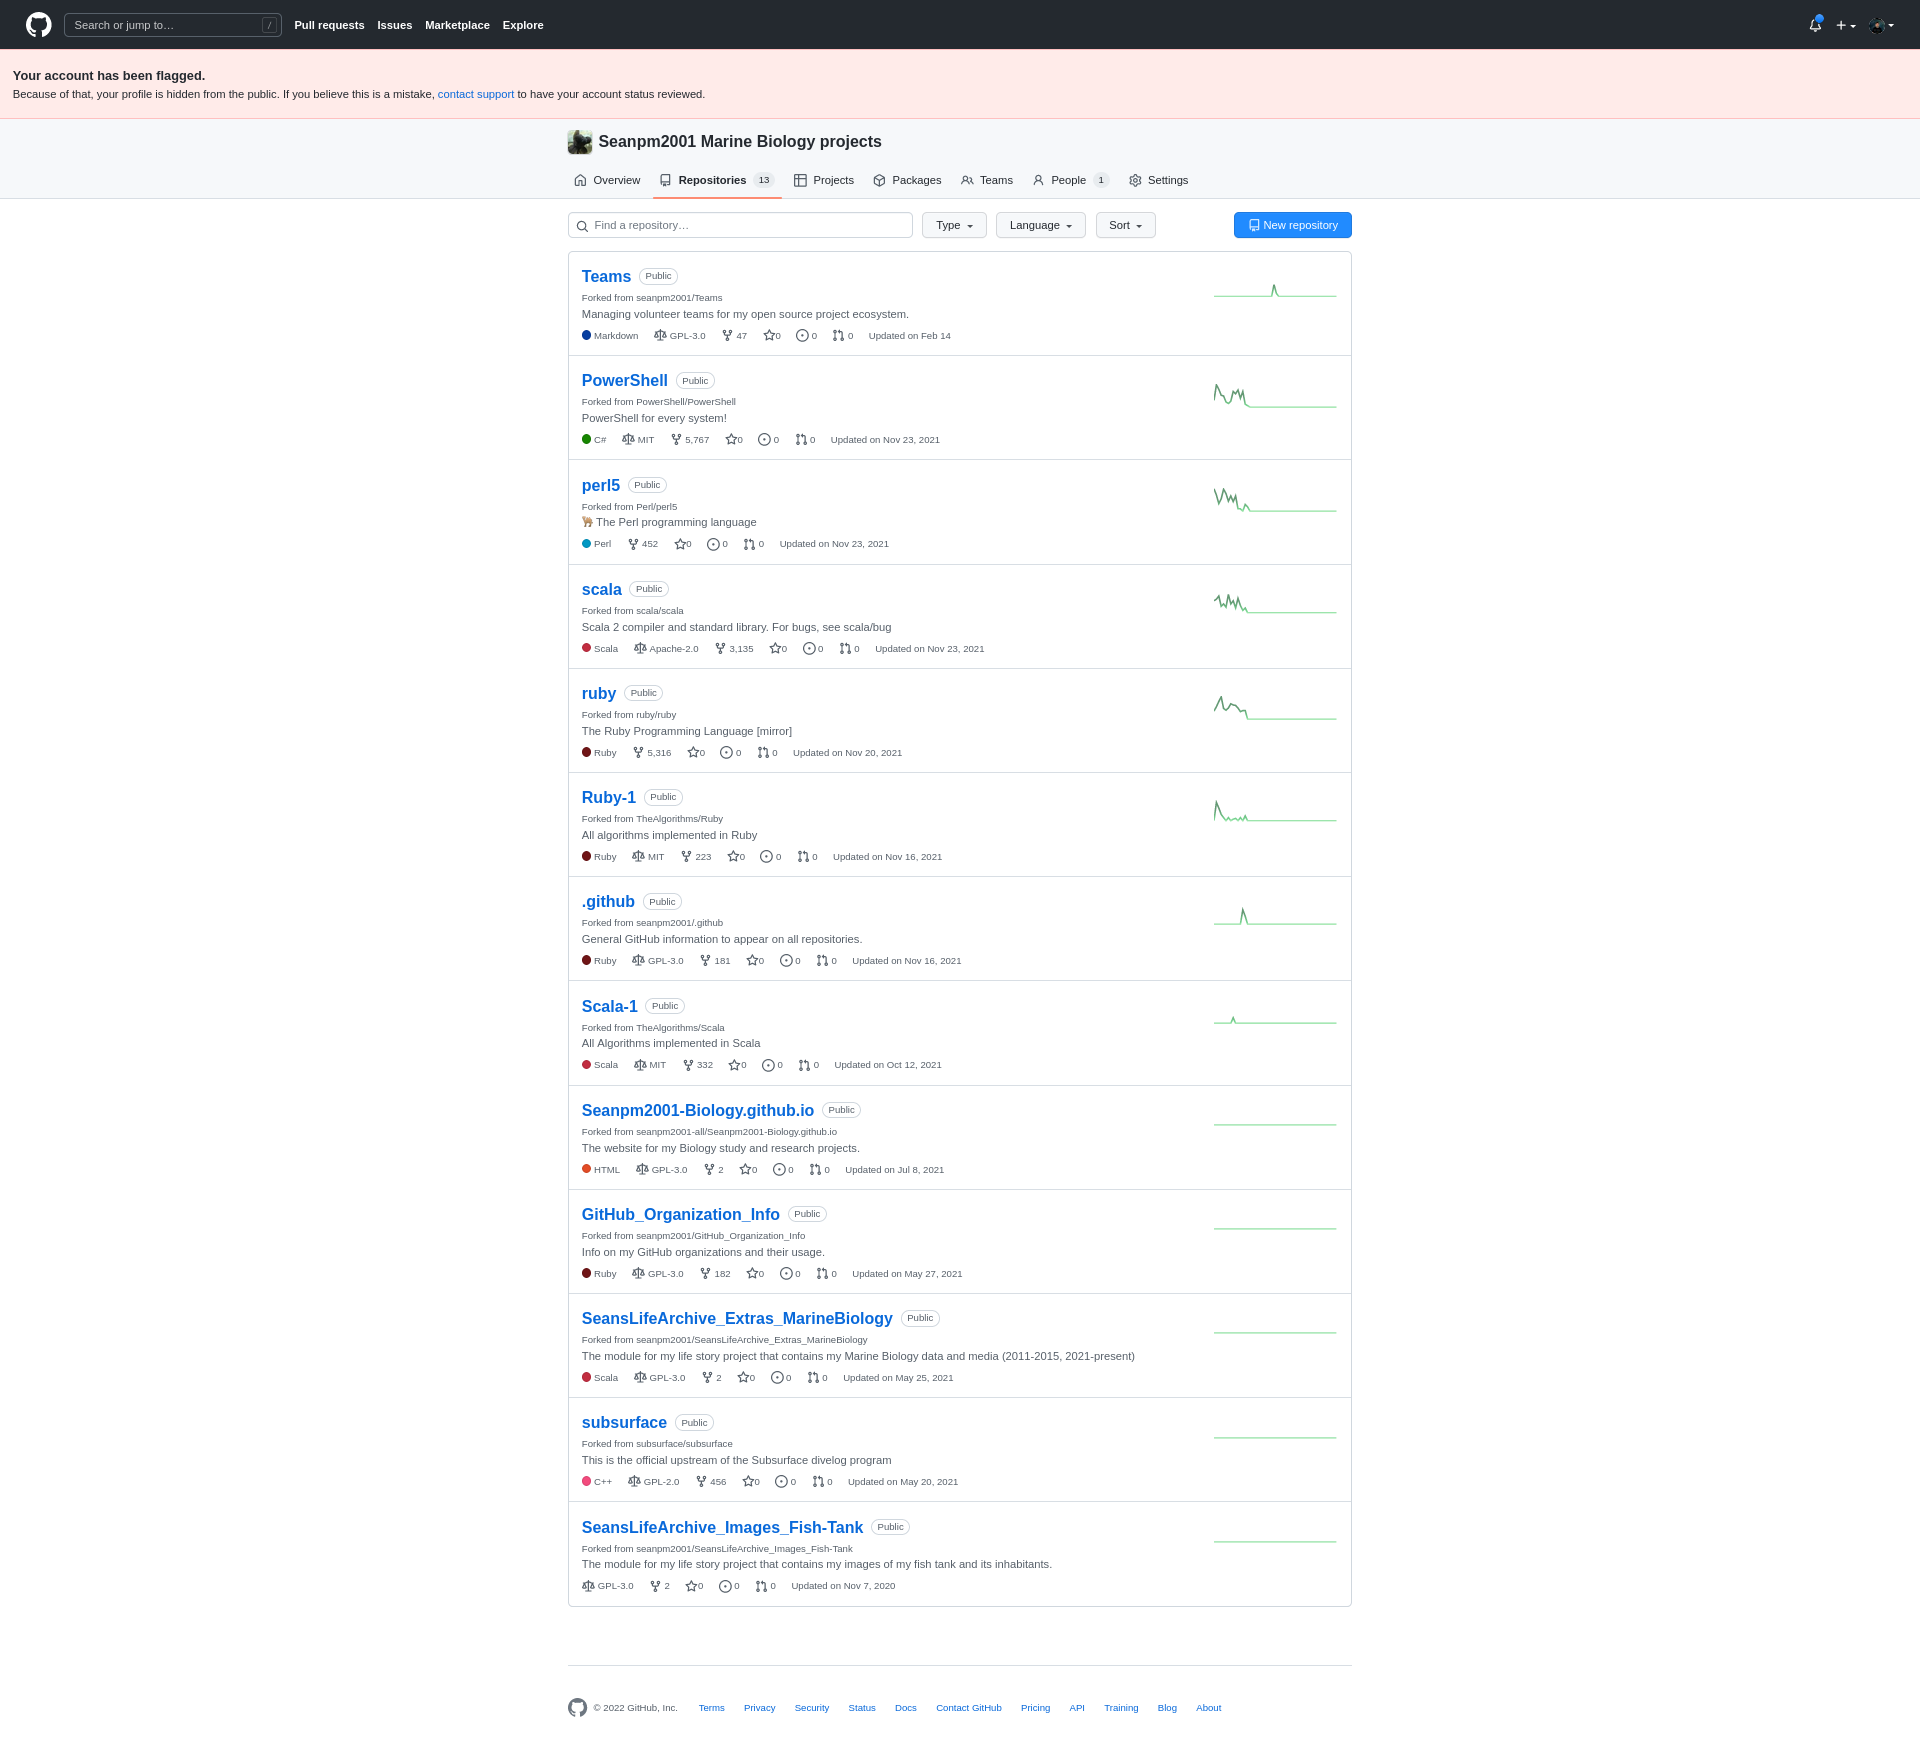 Search or jump to… /
Pull requests Issues Marketplace Explore
Your account has been flagged.
Because of that, your profile is hidden from the public. If you believe this is a mistake, contact support to have your account status reviewed.
Seanpm2001 Marine Biology projects
Overview Repositories 13 Projects Packages Teams People 1 Settings
Find a repository… Type Language Sort New repository
Teams Public
Forked from seanpm2001/Teams
Managing volunteer teams for my open source project ecosystem.
Markdown GPL-3.0 47 0 0 0 Updated on Feb 14
PowerShell Public
Forked from PowerShell/PowerShell
PowerShell for every system!
C# MIT 5,767 0 0 0 Updated on Nov 23, 2021
perl5 Public
Forked from Perl/perl5
🐫 The Perl programming language
Perl 452 0 0 0 Updated on Nov 23, 2021
scala Public
Forked from scala/scala
Scala 2 compiler and standard library. For bugs, see scala/bug
Scala Apache-2.0 3,135 0 0 0 Updated on Nov 23, 2021
ruby Public
Forked from ruby/ruby
The Ruby Programming Language [mirror]
Ruby 5,316 0 0 0 Updated on Nov 20, 2021
Ruby-1 Public
Forked from TheAlgorithms/Ruby
All algorithms implemented in Ruby
Ruby MIT 223 0 0 0 Updated on Nov 16, 2021
.github Public
Forked from seanpm2001/.github
General GitHub information to appear on all repositories.
Ruby GPL-3.0 181 0 0 0 Updated on Nov 16, 2021
Scala-1 Public
Forked from TheAlgorithms/Scala
All Algorithms implemented in Scala
Scala MIT 332 0 0 0 Updated on Oct 12, 2021
Seanpm2001-Biology.github.io Public
Forked from seanpm2001-all/Seanpm2001-Biology.github.io
The website for my Biology study and research projects.
HTML GPL-3.0 2 0 0 0 Updated on Jul 8, 2021
GitHub_Organization_Info Public
Forked from seanpm2001/GitHub_Organization_Info
Info on my GitHub organizations and their usage.
Ruby GPL-3.0 182 0 0 0 Updated on May 27, 2021
SeansLifeArchive_Extras_MarineBiology Public
Forked from seanpm2001/SeansLifeArchive_Extras_MarineBiology
The module for my life story project that contains my Marine Biology data and media (2011-2015, 2021-present)
Scala GPL-3.0 2 0 0 0 Updated on May 25, 2021
subsurface Public
Forked from subsurface/subsurface
This is the official upstream of the Subsurface divelog program
C++ GPL-2.0 456 0 0 0 Updated on May 20, 2021
SeansLifeArchive_Images_Fish-Tank Public
Forked from seanpm2001/SeansLifeArchive_Images_Fish-Tank
The module for my life story project that contains my images of my fish tank and its inhabitants.
GPL-3.0 2 0 0 0 Updated on Nov 7, 2020
© 2022 GitHub, Inc. Terms Privacy Security Status Docs Contact GitHub Pricing API Training Blog About